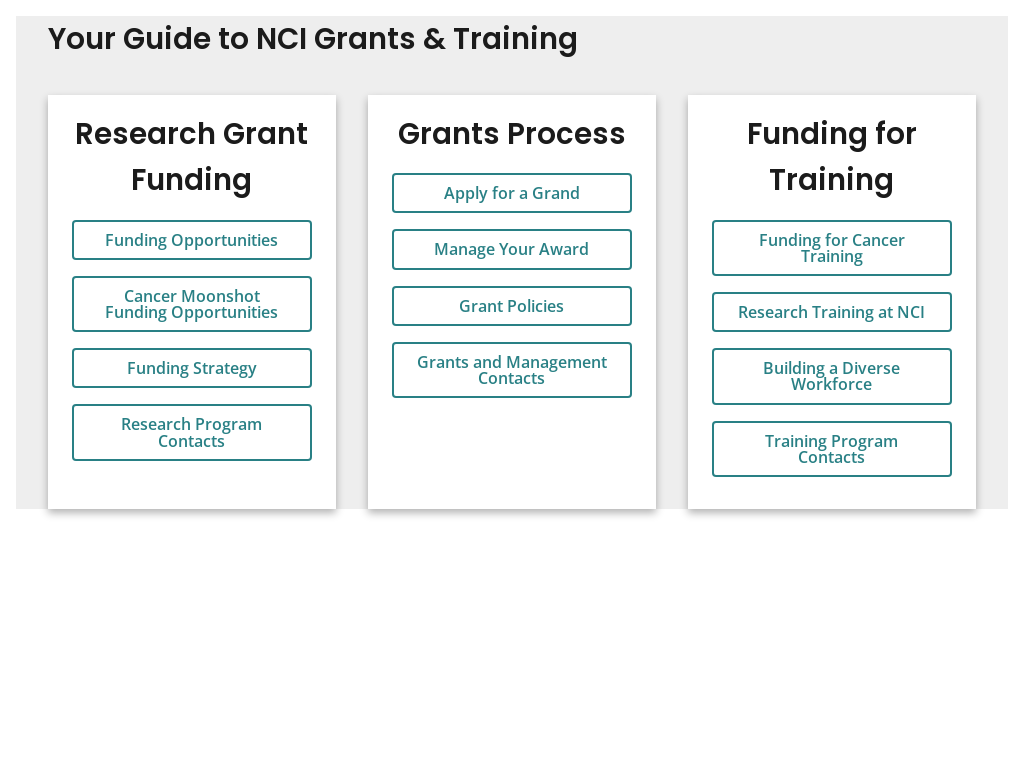 Your Guide to NCI Grants & Training
Research Grant
Funding
Funding Opportunities
Cancer Moonshot
Funding Opportunities
Funding Strategy
Research Program
Contacts
Grants Process
Apply for a Grand
Manage Your Award
Grant Policies
Grants and Management
Contacts
Funding for
Training
Funding for Cancer
Training
Research Training at NCI
Building a Diverse
Workforce
Training Program
Contacts